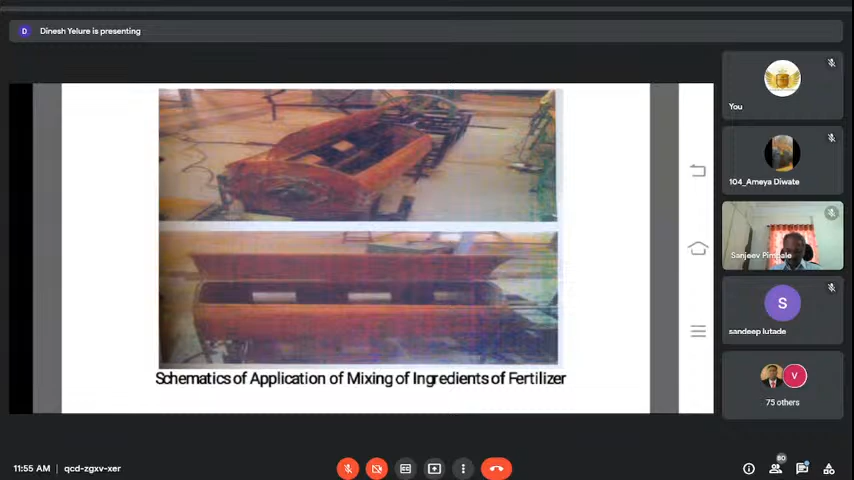 D Dinesh Yelure is presenting
You
104_Ameya Diwate
Sanjeev Pimpale
S
sandeep lutade
V
75 others
Schematics of Application of Mixing of Ingredients of Fertilizer
11:55 AM | qcd-zgxv-xer
80